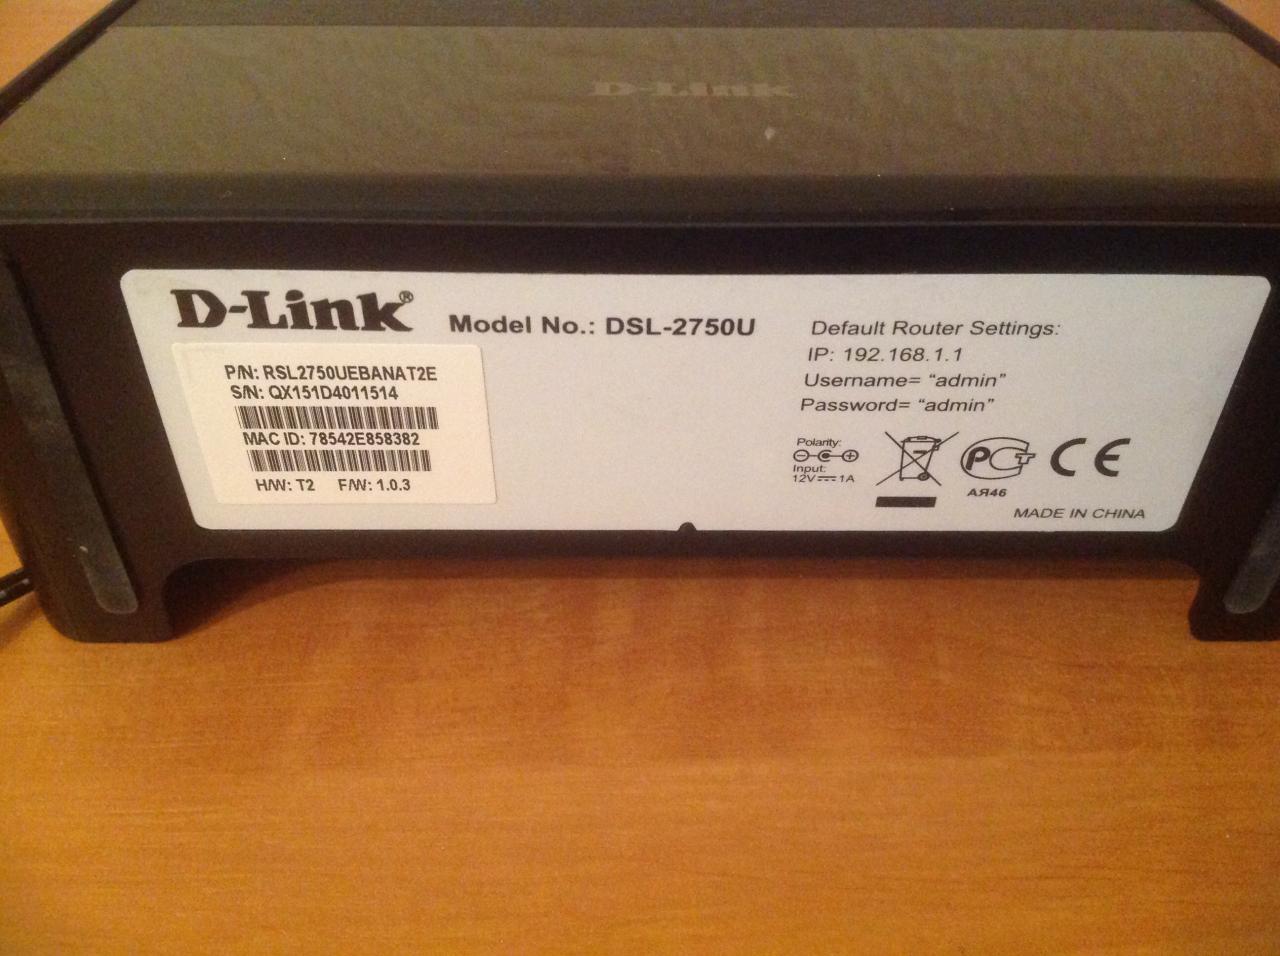 D-Link
D-Link®
Model No.: DSL-2750U
P/N: RSL2750UEBANAT2E
S/N: QX151D4011514
MAC ID: 78542E858382
H/W: T2 F/W: 1.0.3
Default Router Settings:
IP: 192.168.1.1
Username= “admin”
Password= “admin”
Polarity:
Input:
12V⎓1A
РСТ
CE
АЯ46
MADE IN CHINA